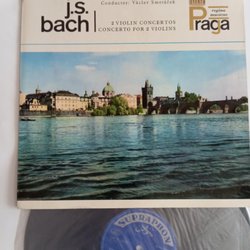 Conductor: Václav Smetáček
j.s.
bach
2 VIOLIN CONCERTOS
CONCERTO FOR 2 VIOLINS
Praga
SUPRAPHON